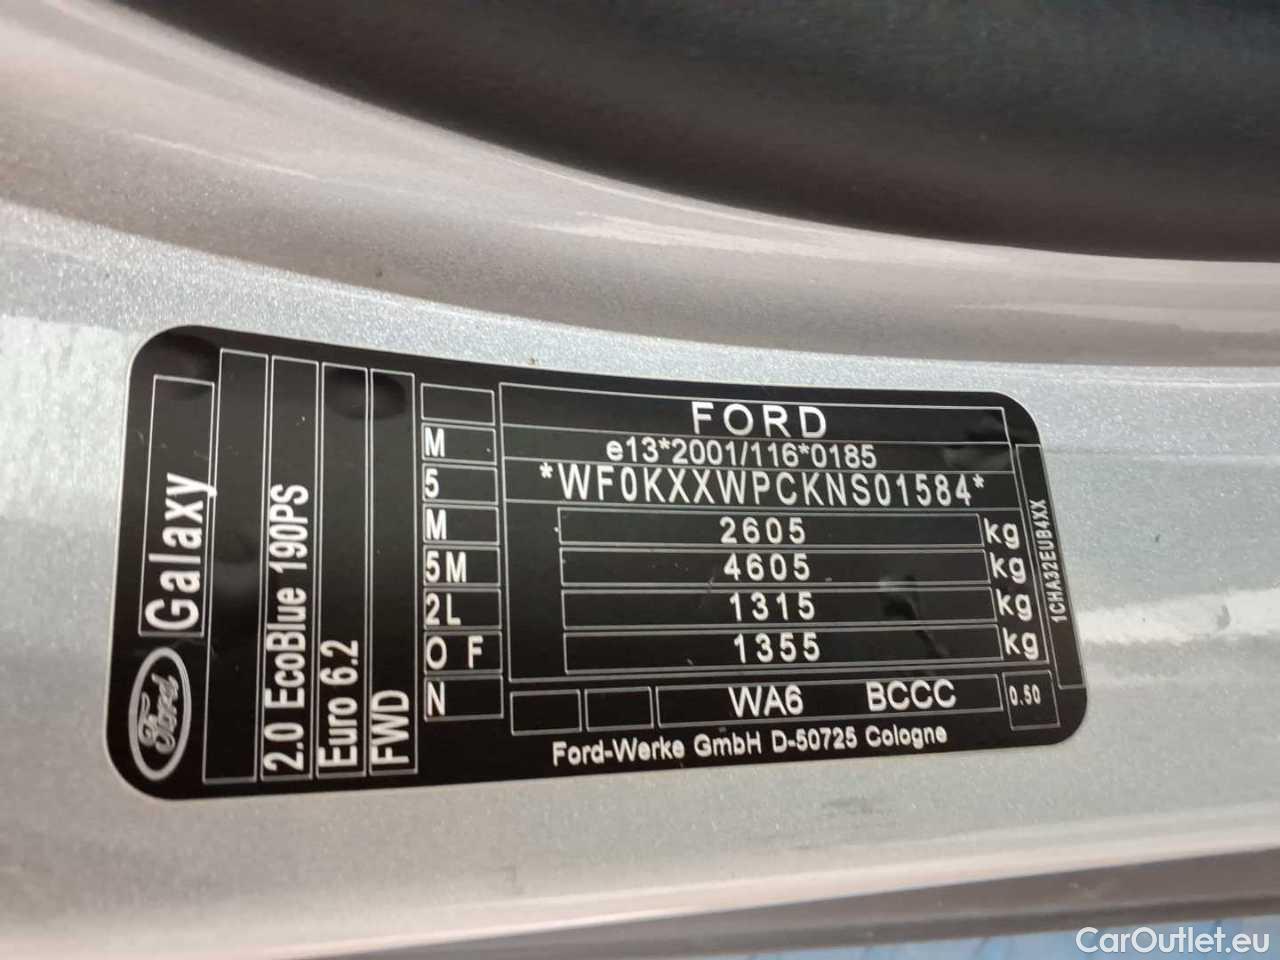 Galaxy
Ford
2.0 EcoBlue 190PS
Euro 6.2
FWD
M
5
M
5M
2L
O F
N
FORD
e13*2001/116*0185
*WF0KXXWPCKNS01584*
2605 kg
4605 kg
1315 kg
1355 kg
WA6 BCCC 0.50
Ford-Werke GmbH D-50725 Cologne
1CHA32EUB4XX
CarOutlet.eu